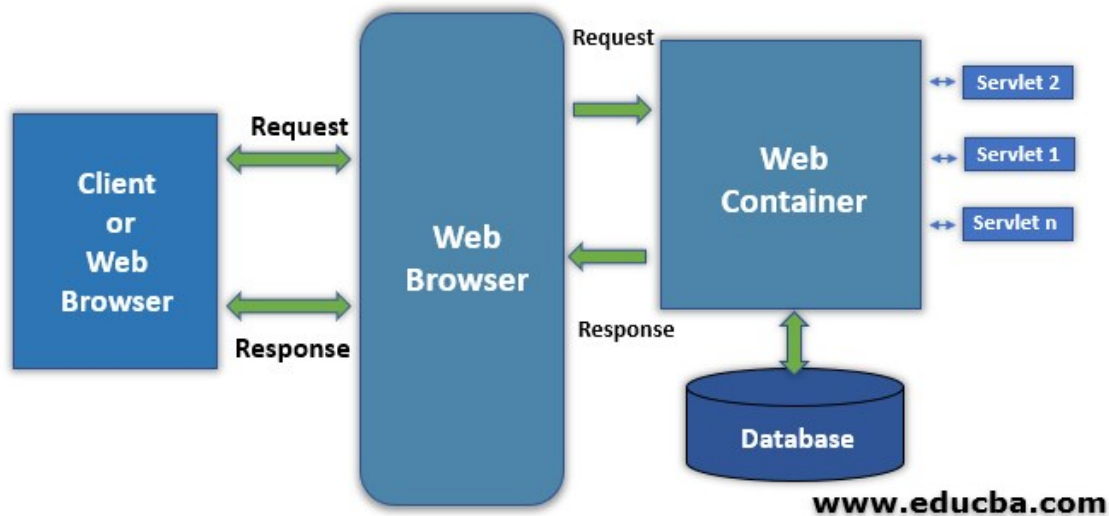 Client
or
Web
Browser
Request
Response
Web
Browser
Request
Response
Web
Container
Servlet 2
Servlet 1
Servlet n
Database
www.educba.com